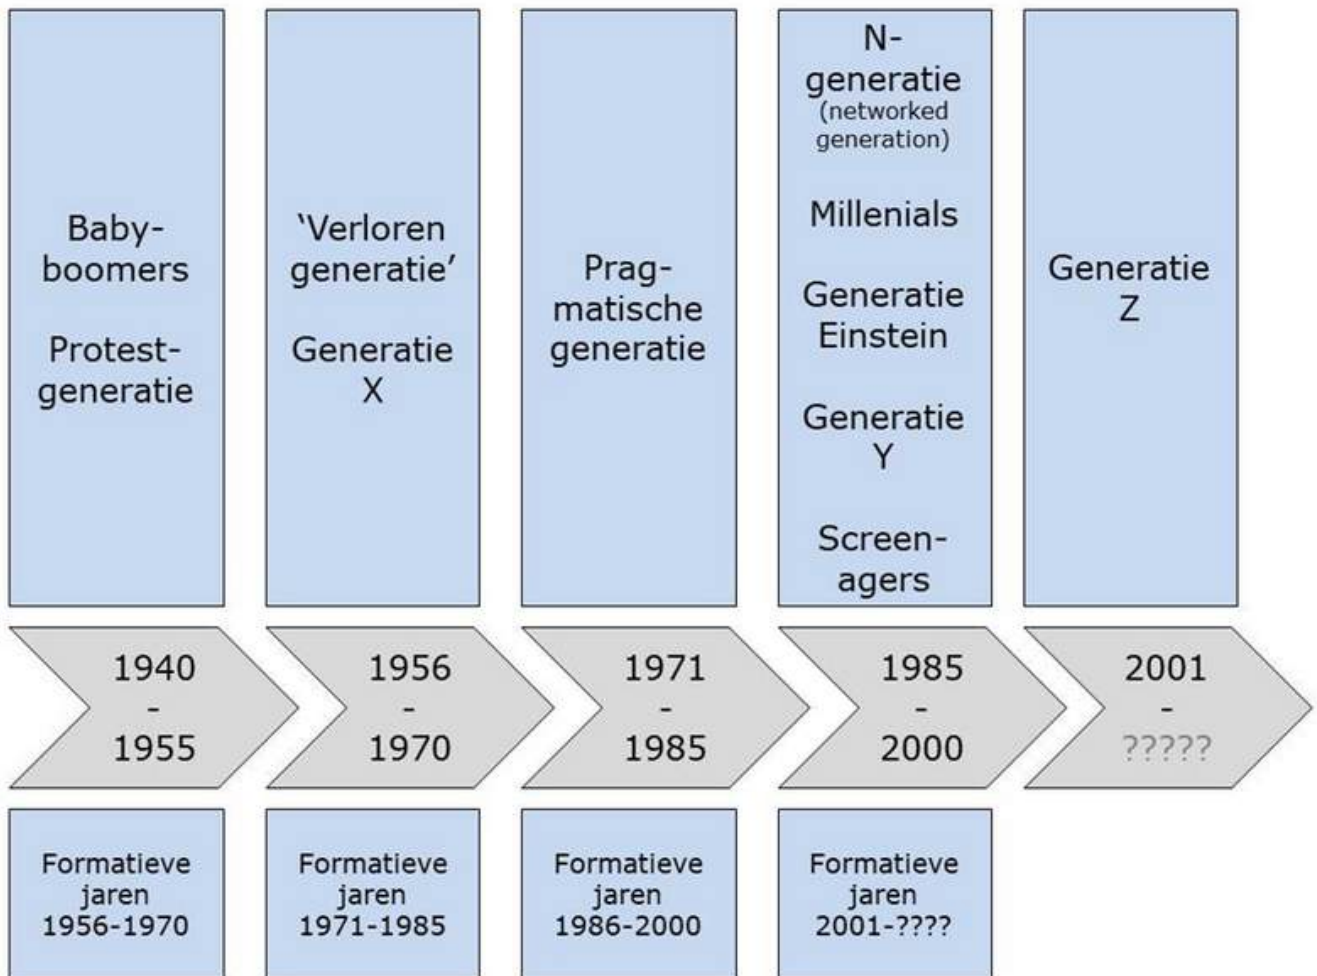 Baby-
boomers
Protest-
generatie
‘Verloren
generatie’
Generatie
X
Prag-
matische
generatie
N-
generatie
(networked
generation)
Millenials
Generatie
Einstein
Generatie
Y
Screen-
agers
Generatie
Z
1940
-
1955
1956
-
1970
1971
-
1985
1985
-
2000
2001
-
?????
Formatieve
jaren
1956-1970
Formatieve
jaren
1971-1985
Formatieve
jaren
1986-2000
Formatieve
jaren
2001-????